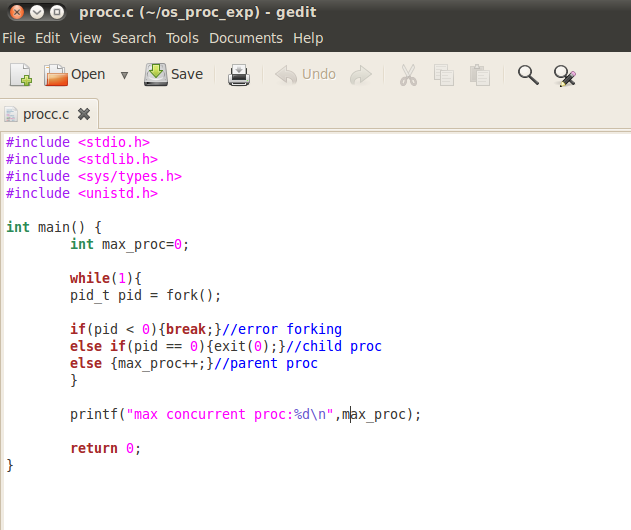 procc.c (~/os_proc_exp) - gedit
File Edit View Search Tools Documents Help
Open Save Undo
procc.c
#include <stdio.h>
#include <stdlib.h>
#include <sys/types.h>
#include <unistd.h>
int main() {
int max_proc=0;
while(1){
pid_t pid = fork();
if(pid < 0){break;}//error forking
else if(pid == 0){exit(0);}//child proc
else {max_proc++;}//parent proc
}
printf("max concurrent proc:%d\n",max_proc);
return 0;
}